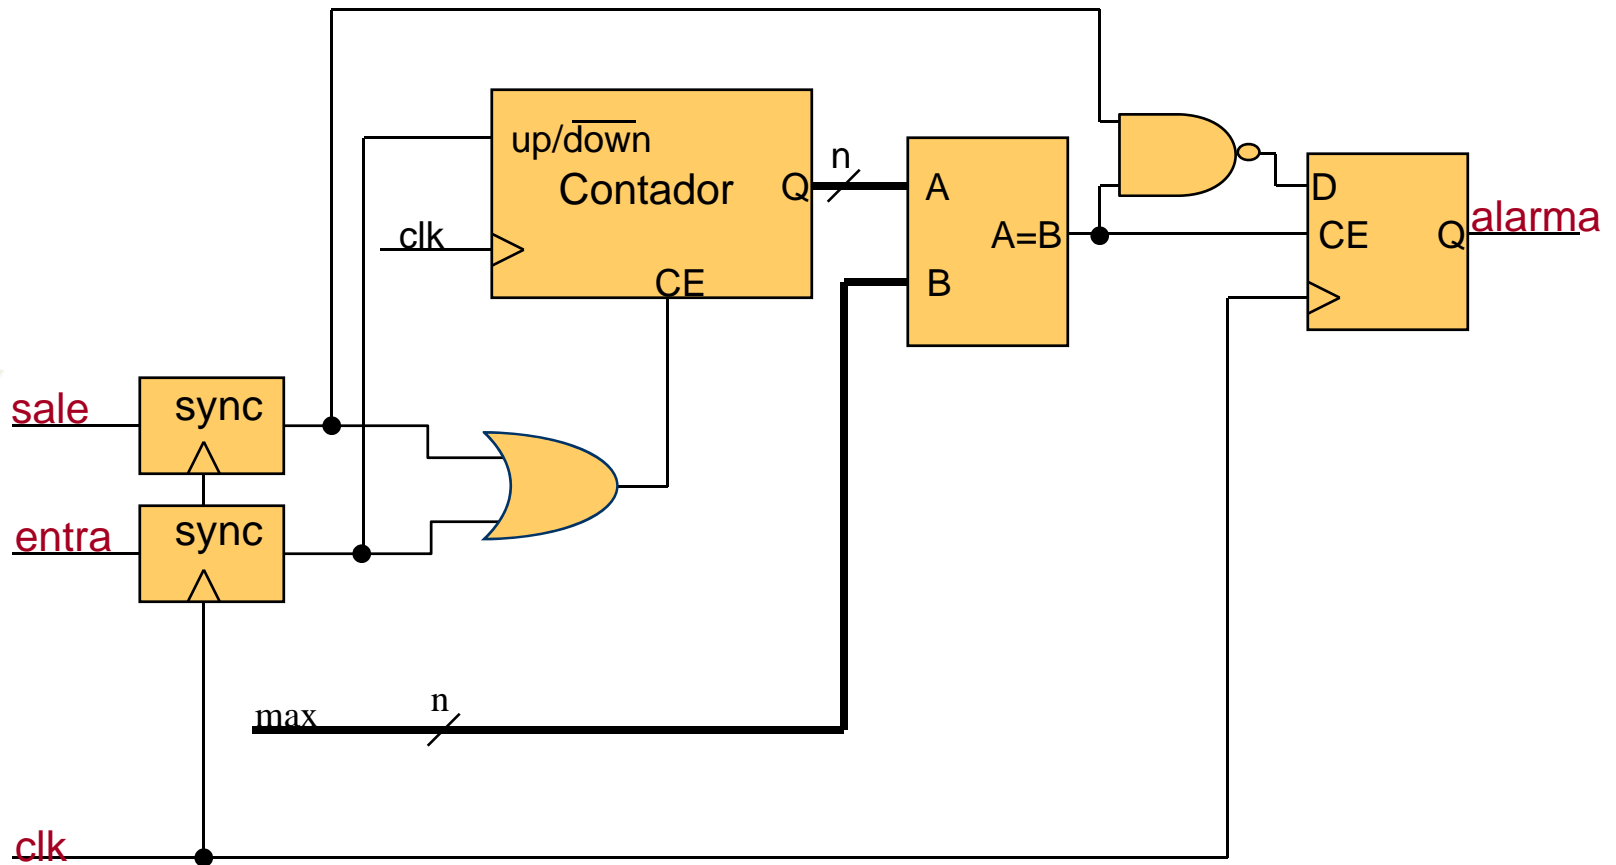 up/down
n
Contador
Q
A
D
alarma
clk
A=B
CE
Q
CE
B
sale
sync
entra
sync
n
max
clk